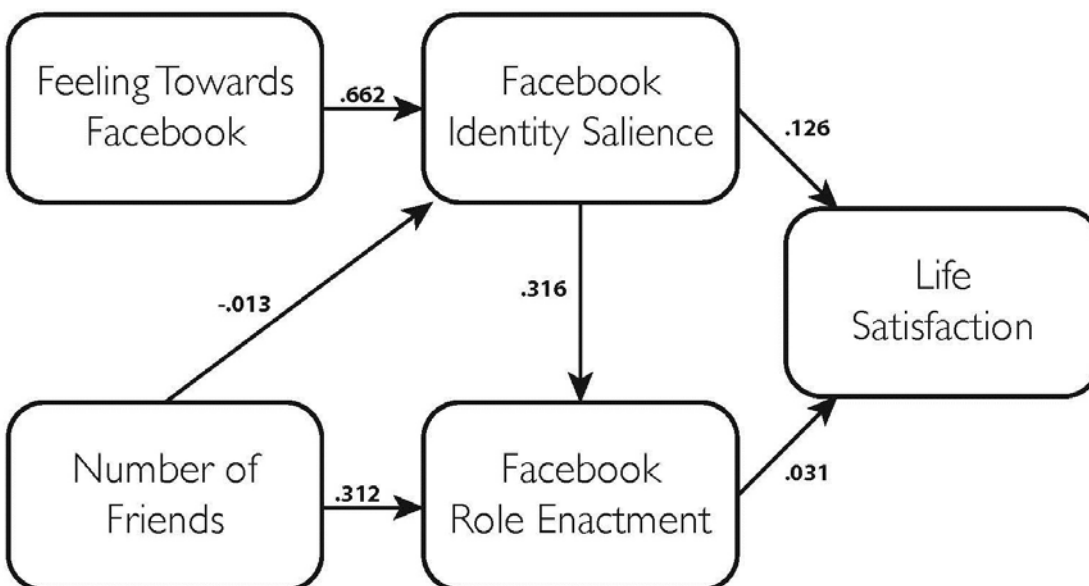 Feeling Towards
Facebook
.662
Facebook
Identity Salience
.126
-.013
.316
Life
Satisfaction
Number of
Friends
.312
Facebook
Role Enactment
.031